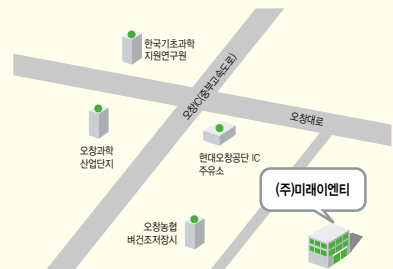 한국기초과학
지원연구원
오창IC(중부고속도로)
오창대로
오창과학
산업단지
현대오창공단 IC
주유소
(주)미래이엔티
오창농협
벼건조저장시